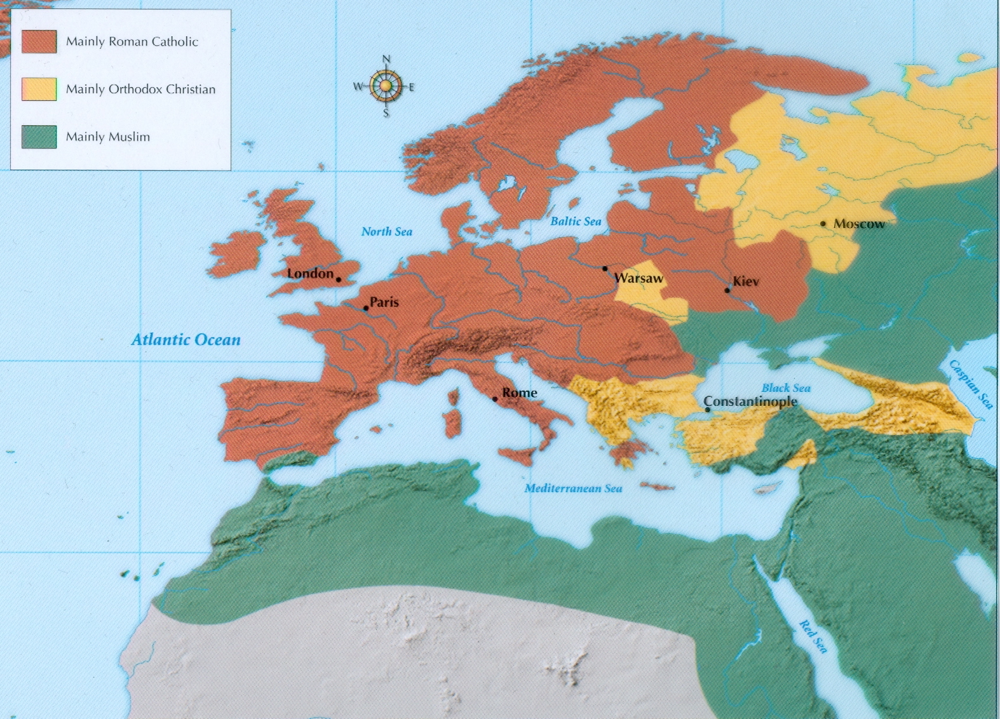 Mainly Roman Catholic
Mainly Orthodox Christian
Mainly Muslim
N
W
E
S
North Sea
Baltic Sea
Moscow
London
Warsaw
Kiev
Paris
Atlantic Ocean
Caspian Sea
Black Sea
Rome
Constantinople
Mediterranean Sea
Red Sea